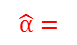 α̂ =